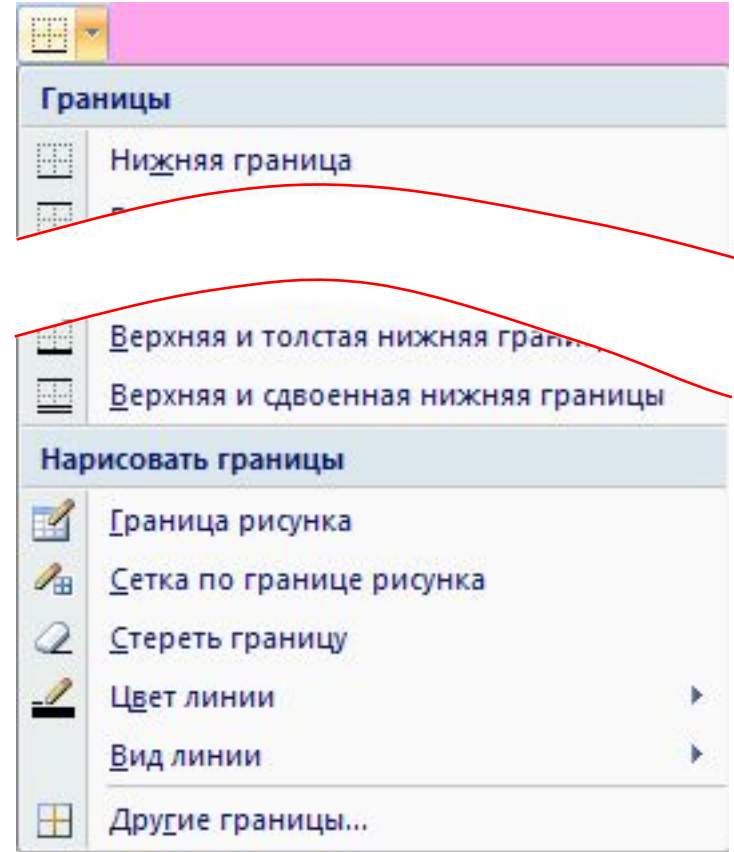 Границы
Нижняя граница
Верхняя и толстая нижняя границ
Верхняя и сдвоенная нижняя границы
Нарисовать границы
Граница рисунка
Сетка по границе рисунка
Стереть границу
Цвет линии
Вид линии
Другие границы...